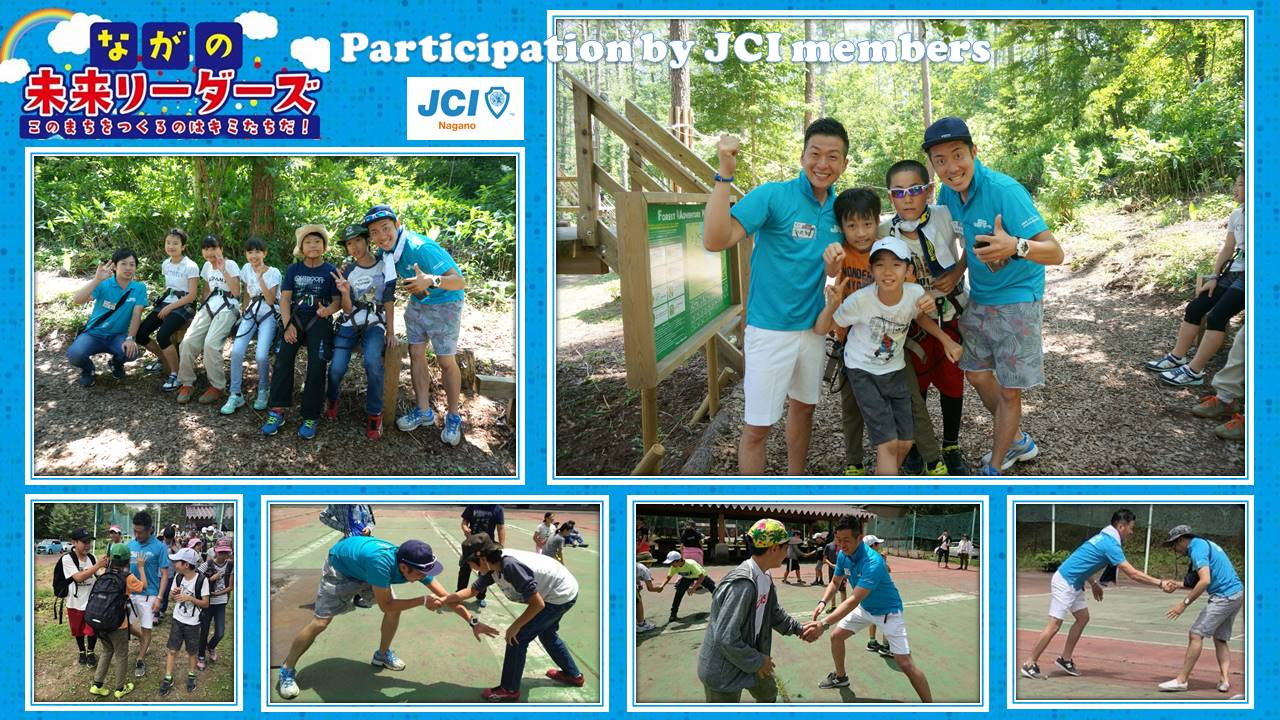 ながの
未来リーダーズ
このまちをつくるのはキミたちだ！
Participation by JCI members
JCI
Nagano